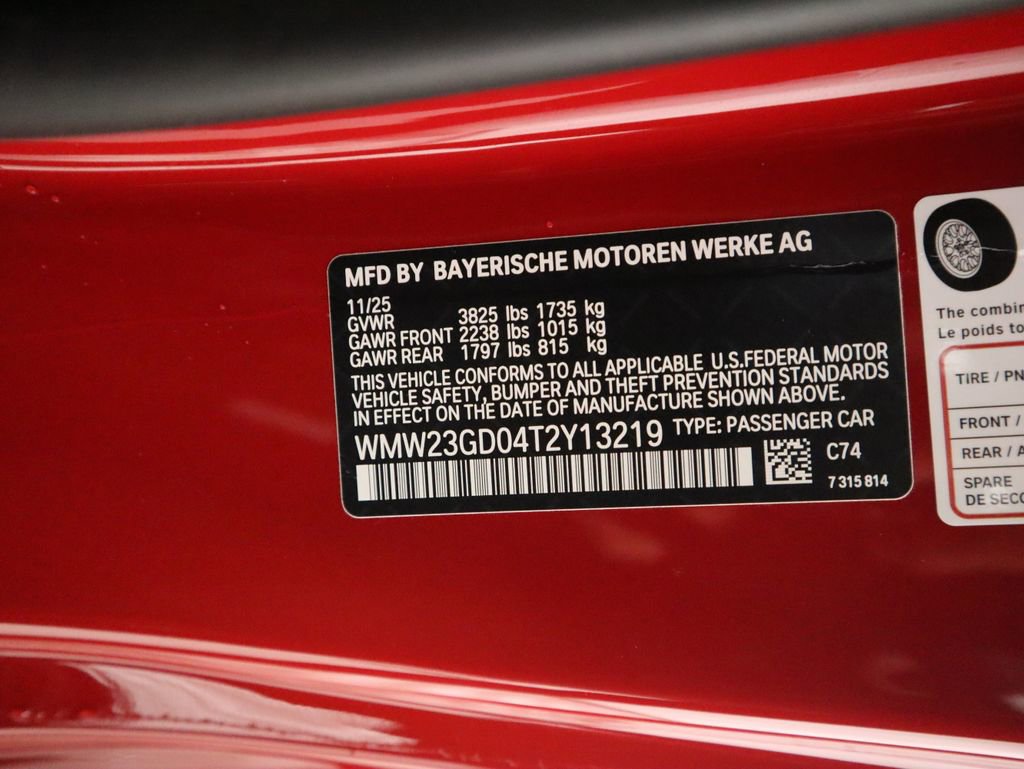 MFD BY BAYERISCHE MOTOREN WERKE AG
11/25
GVWR 3825 lbs 1735 kg
GAWR FRONT 2238 lbs 1015 kg
GAWR REAR 1797 lbs 815 kg
THIS VEHICLE CONFORMS TO ALL APPLICABLE U.S.FEDERAL MOTOR
VEHICLE SAFETY, BUMPER AND THEFT PREVENTION STANDARDS
IN EFFECT ON THE DATE OF MANUFACTURE SHOWN ABOVE.
WMW23GD04T2Y13219 TYPE: PASSENGER CAR
C74
7 315 814
The combin
Le poids to
TIRE / PN
FRONT /
REAR / A
SPARE
DE SECO